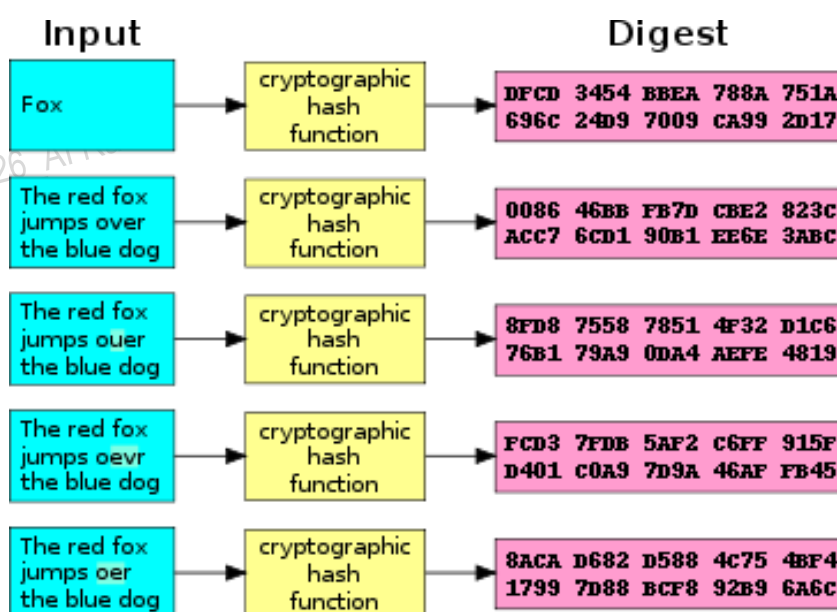 Input
Digest
Fox
cryptographic
hash
function
DFCD 3454 BBEA 788A 751A
696C 24D9 7009 CA99 2D17
The red fox
jumps over
the blue dog
cryptographic
hash
function
0086 46BB FB7D CBE2 823C
ACC7 6CD1 90B1 EE6E 3ABC
The red fox
jumps ouer
the blue dog
cryptographic
hash
function
8FD8 7558 7851 4F32 D1C6
76B1 79A9 0DA4 AEFE 4819
The red fox
jumps oevr
the blue dog
cryptographic
hash
function
FCD3 7FDB 5AF2 C6FF 915F
D401 C0A9 7D9A 46AF FB45
The red fox
jumps oer
the blue dog
cryptographic
hash
function
8ACA D682 D588 4C75 4BF4
1799 7D88 BCF8 92B9 6A6C